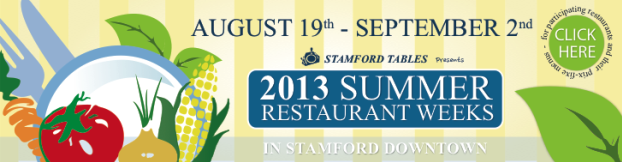 AUGUST 19th - SEPTEMBER 2nd
STAMFORD TABLES Presents
2013 SUMMER
RESTAURANT WEEKS
IN STAMFORD DOWNTOWN
CLICK
HERE
- for participating restaurants and their prix-fixe menus